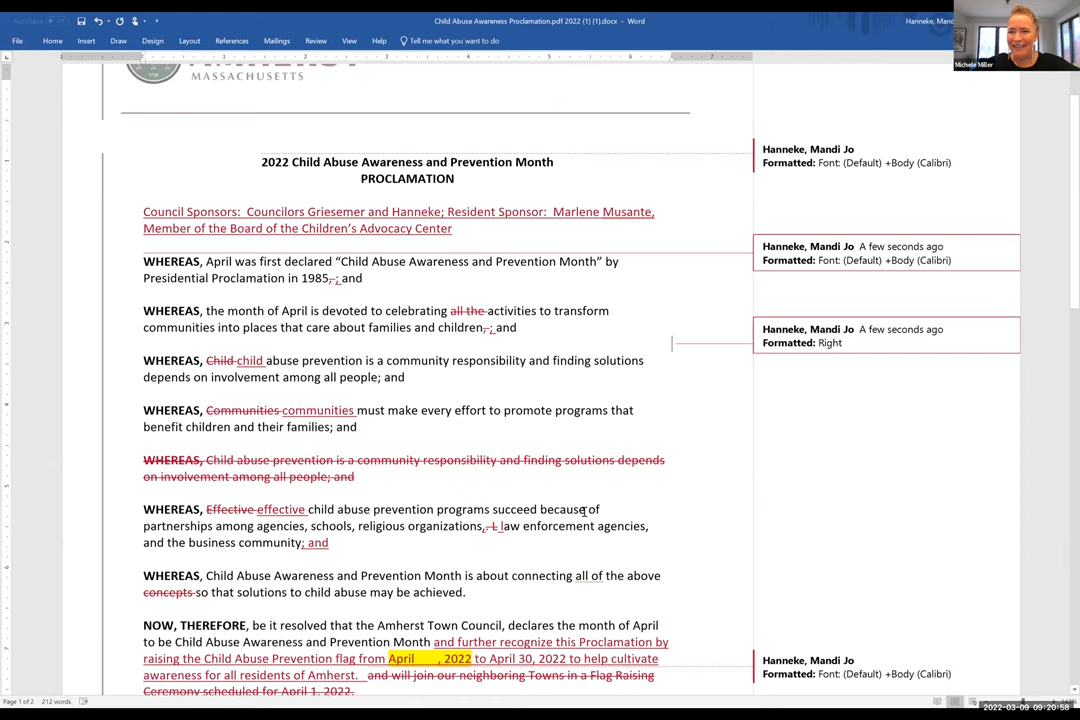 AutoSave
Child Abuse Awareness Proclamation.pdf 2022 (1) (1).docx - Word
Hanneke, Mandi Jo
File Home Insert Draw Design Layout References Mailings Review View Help Tell me what you want to do
Michele Miller
MASSACHUSETTS
2022 Child Abuse Awareness and Prevention Month
PROCLAMATION
Council Sponsors: Councilors Griesemer and Hanneke; Resident Sponsor: Marlene Musante,
Member of the Board of the Children's Advocacy Center
WHEREAS, April was first declared “Child Abuse Awareness and Prevention Month” by
Presidential Proclamation in 1985, ; and
WHEREAS, the month of April is devoted to celebrating all the activities to transform
communities into places that care about families and children, ; and
WHEREAS, Child child abuse prevention is a community responsibility and finding solutions
depends on involvement among all people; and
WHEREAS, Communities communities must make every effort to promote programs that
benefit children and their families; and
WHEREAS, Child abuse prevention is a community responsibility and finding solutions depends
on involvement among all people; and
WHEREAS, Effective effective child abuse prevention programs succeed because of
partnerships among agencies, schools, religious organizations,. L law enforcement agencies,
and the business community; and
WHEREAS, Child Abuse Awareness and Prevention Month is about connecting all of the above
concepts so that solutions to child abuse may be achieved.
NOW, THEREFORE, be it resolved that the Amherst Town Council, declares the month of April
to be Child Abuse Awareness and Prevention Month and further recognize this Proclamation by
raising the Child Abuse Prevention flag from April , 2022 to April 30, 2022 to help cultivate
awareness for all residents of Amherst. and will join our neighboring Towns in a Flag Raising
Ceremony scheduled for April 1, 2022.
Hanneke, Mandi Jo
Formatted: Font: (Default) +Body (Calibri)
Hanneke, Mandi Jo A few seconds ago
Formatted: Font: (Default) +Body (Calibri)
Hanneke, Mandi Jo A few seconds ago
Formatted: Right
Hanneke, Mandi Jo
Formatted: Font: (Default) +Body (Calibri)
Page 1 of 2 212 words
2022-03-09 09:20:58